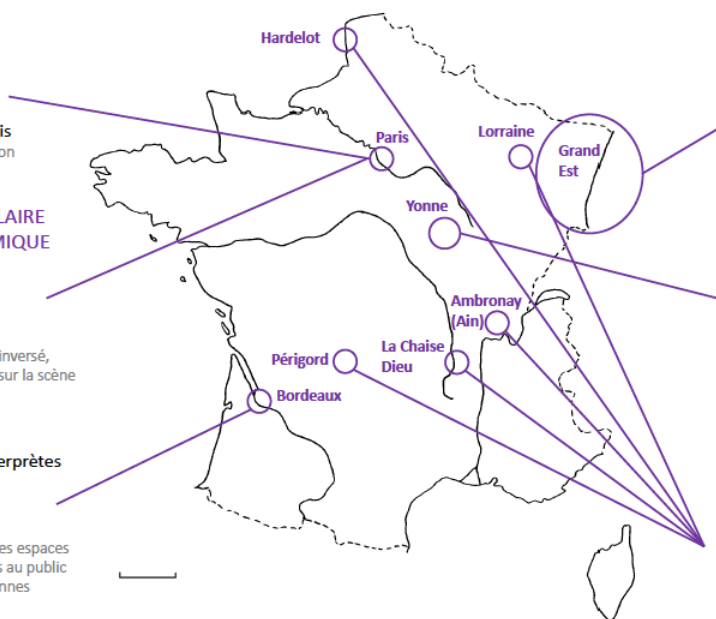 Hardelot
is
on
Paris
Lorraine
Grand
Est
LAIRE
MIQUE
Yonne
Ambronay
(Ain)
inversé,
sur la scène
Périgord
La Chaise
Dieu
Bordeaux
erprètes
es espaces
s au public
nnes